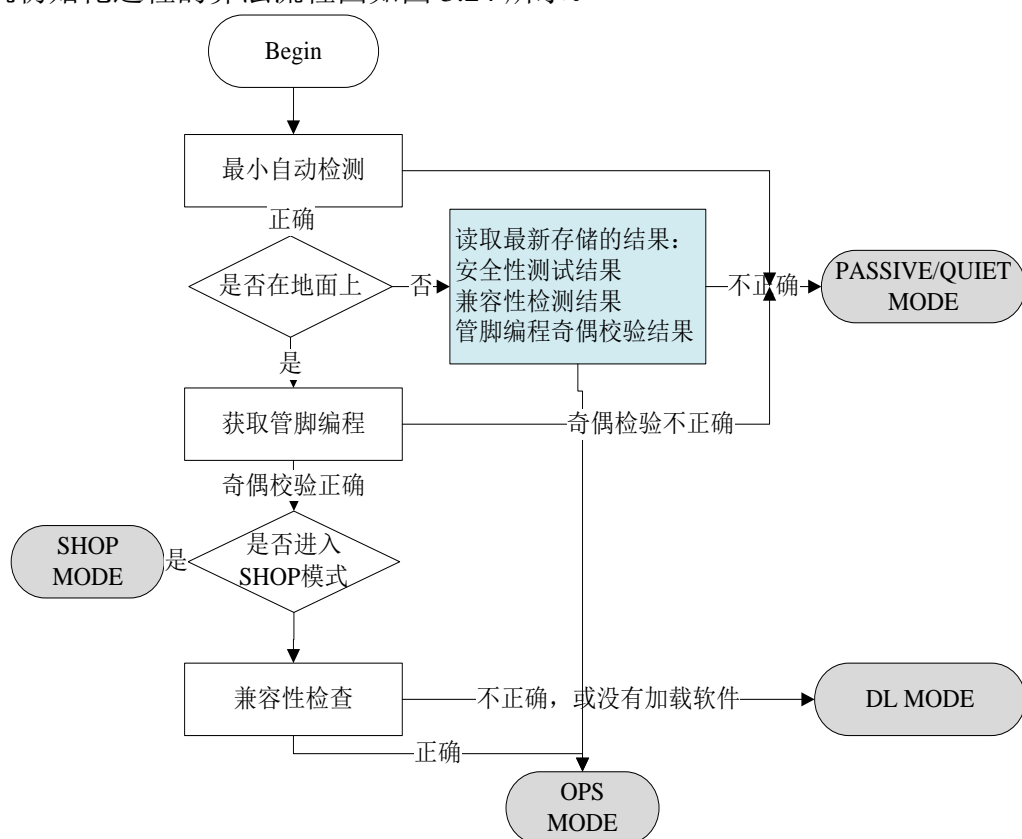 Begin
最小自动检测
正确
是否在地面上
否
读取最新存储的结果：
安全性测试结果
兼容性检测结果
管脚编程奇偶校验结果
不正确
PASSIVE/QUIET
MODE
是
获取管脚编程
奇偶检验不正确
奇偶校验正确
是否进入
SHOP模式
是
SHOP
MODE
兼容性检查
不正确，或没有加载软件
DL MODE
正确
OPS
MODE